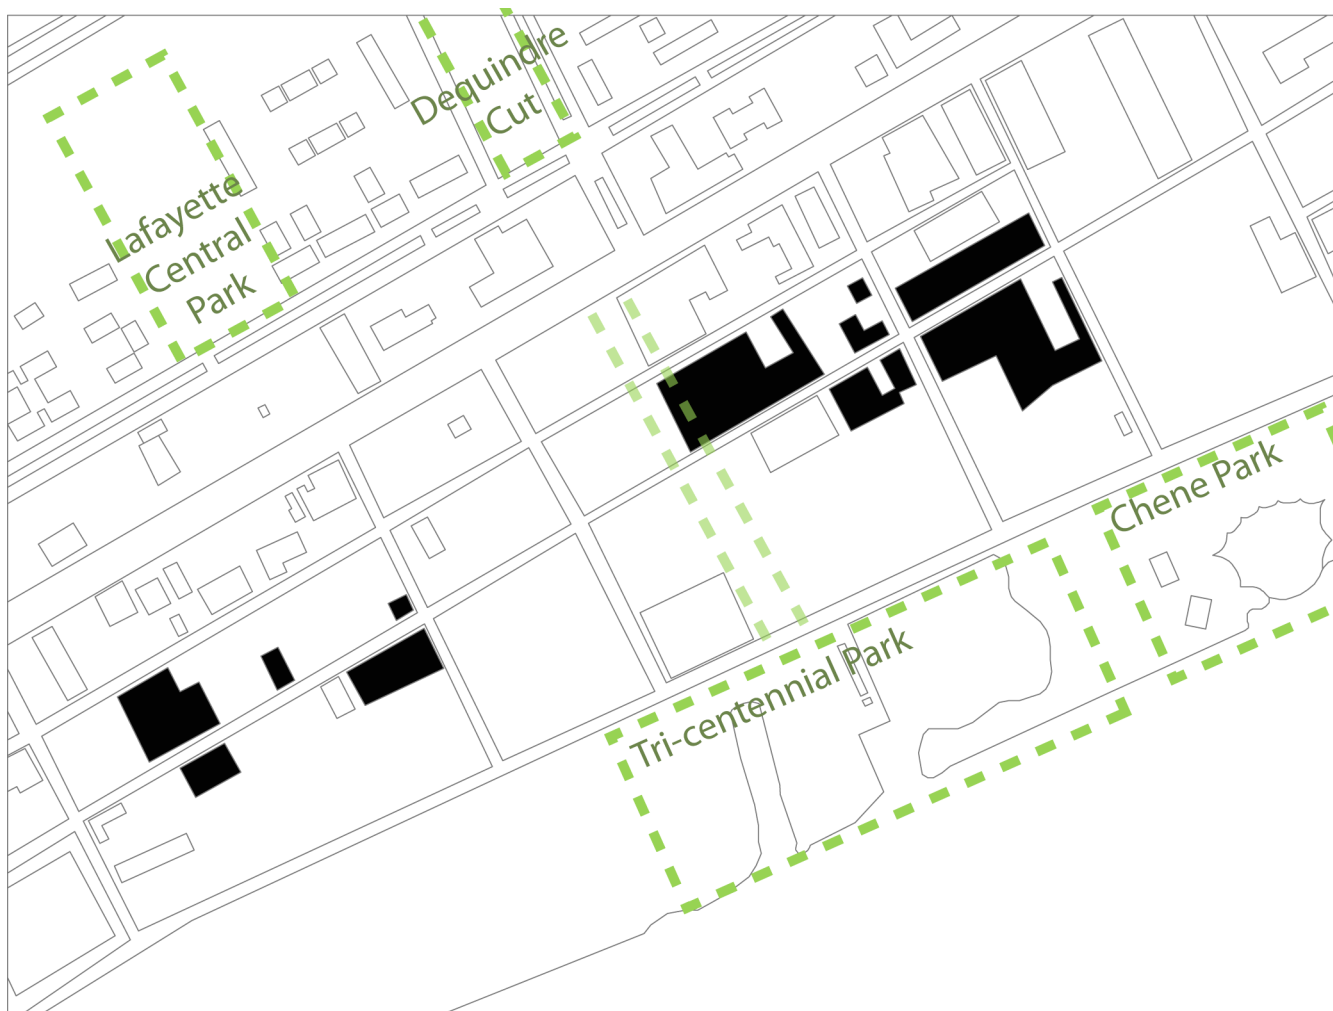 Dequindre
Cut
Lafayette
Central
Park
Chene Park
Tri-centennial Park